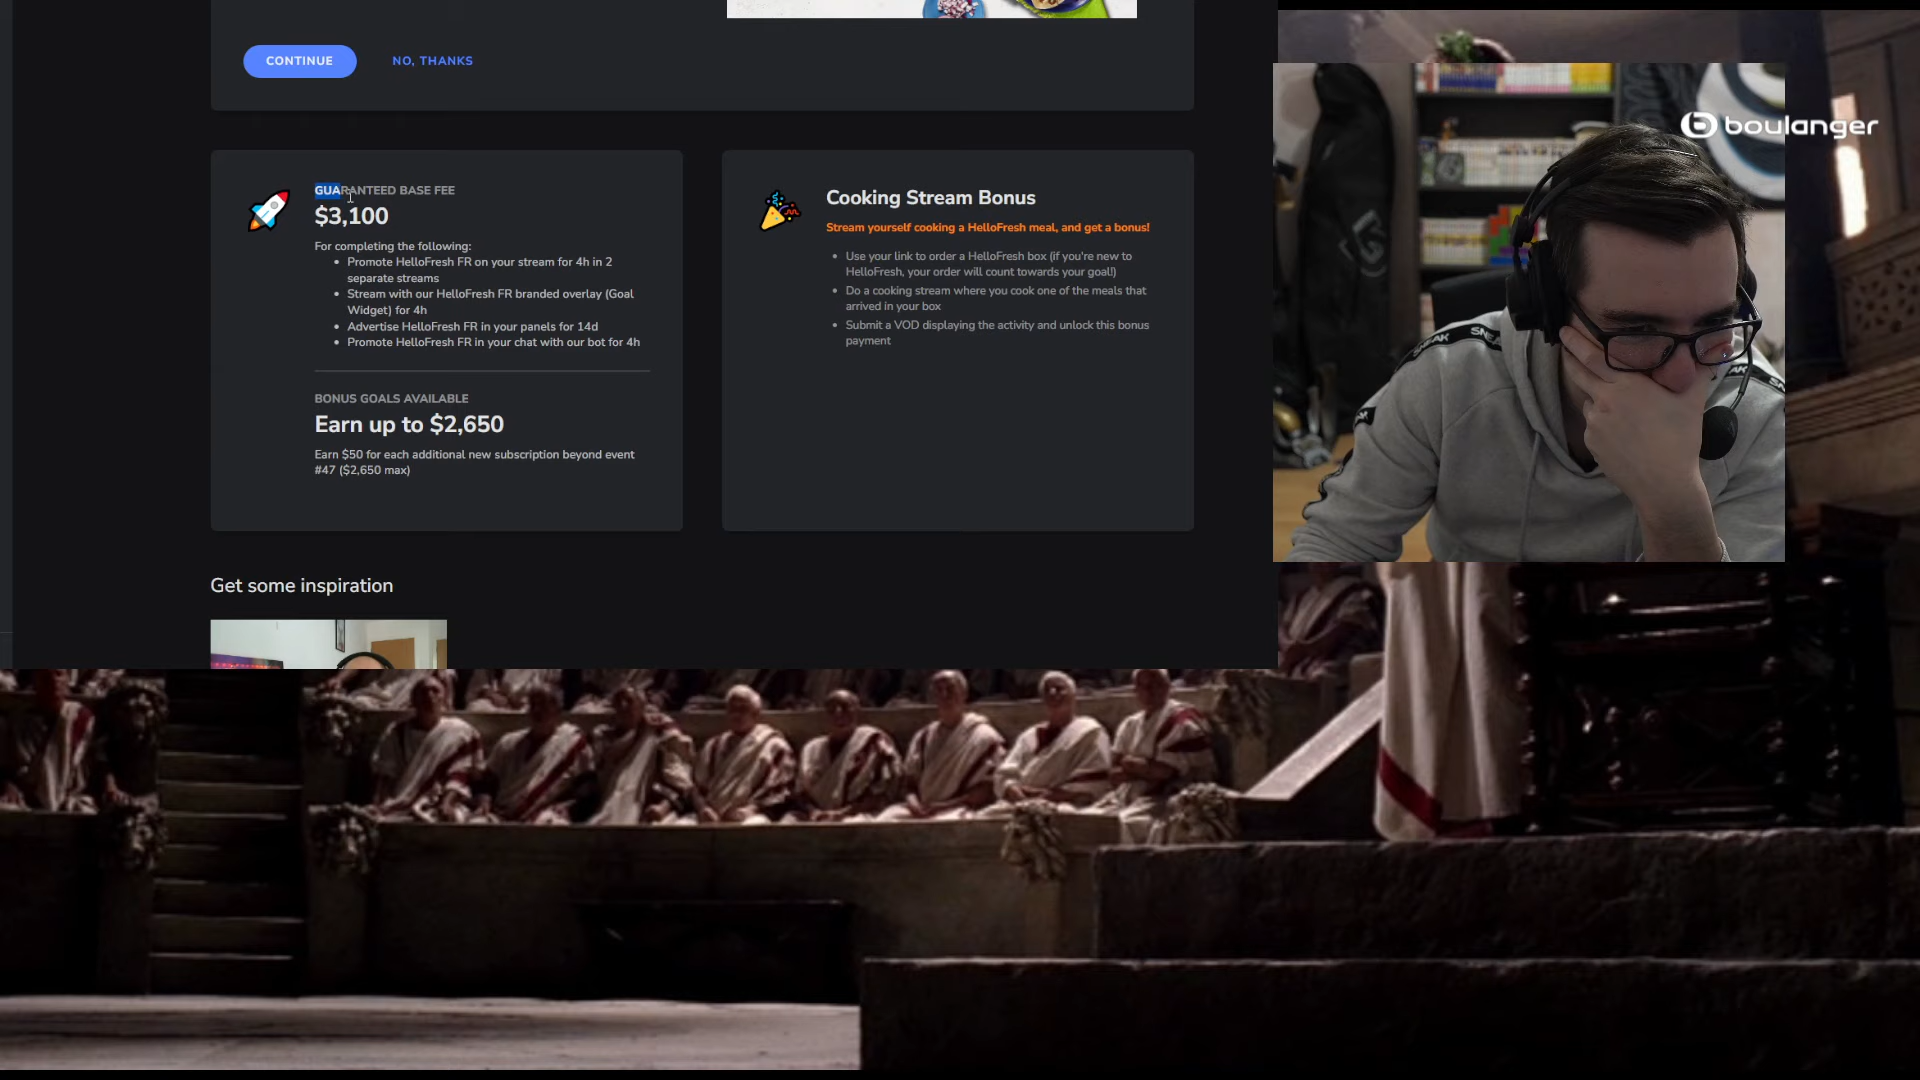 CONTINUE
NO, THANKS
GUARANTEED BASE FEE
$3,100
For completing the following:
Promote HelloFresh FR on your stream for 4h in 2
separate streams
Stream with our HelloFresh FR branded overlay (Goal
Widget) for 4h
Advertise HelloFresh FR in your panels for 14d
Promote HelloFresh FR in your chat with our bot for 4h
BONUS GOALS AVAILABLE
Earn up to $2,650
Earn $50 for each additional new subscription beyond event
#47 ($2,650 max)
Cooking Stream Bonus
Stream yourself cooking a HelloFresh meal, and get a bonus!
Use your link to order a HelloFresh box (if you're new to
HelloFresh, your order will count towards your goal!)
Do a cooking stream where you cook one of the meals that
arrived in your box
Submit a VOD displaying the activity and unlock this bonus
payment
Get some inspiration
boulanger